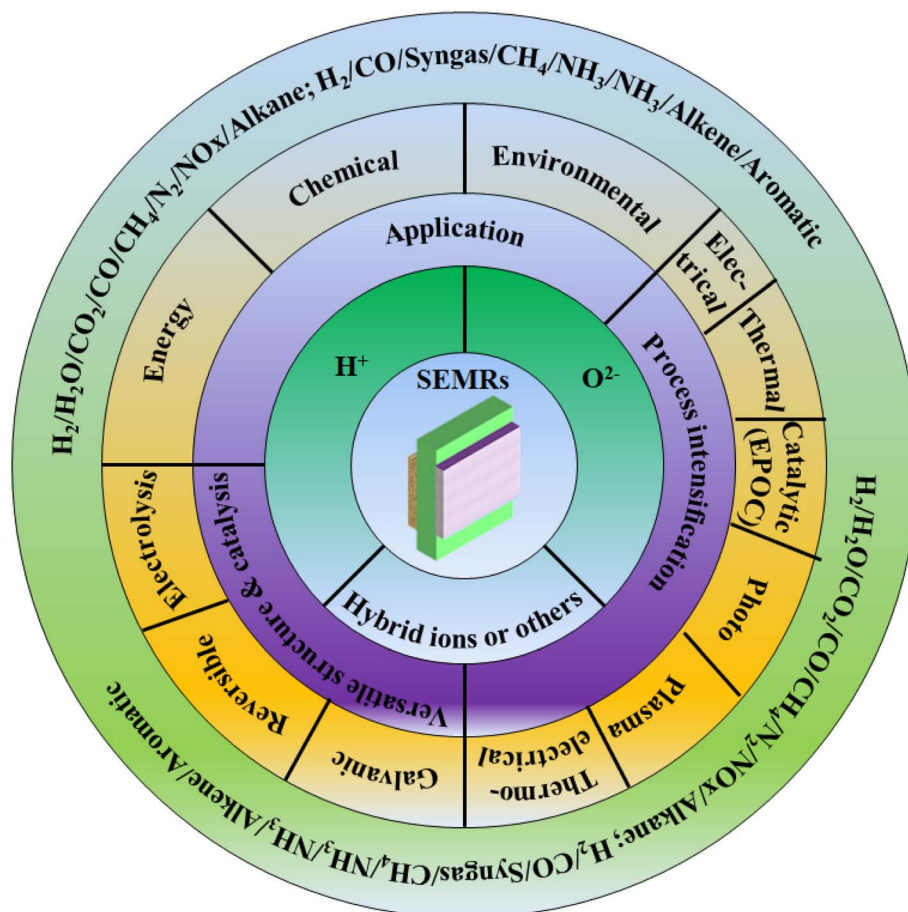 H₂/H₂O/CO₂/CO/CH₄/N₂/NOx/Alkane; H₂/CO/Syngas/CH₄/NH₃/NH₃/Alkene/Aromatic
H₂/H₂O/CO₂/CO/CH₄/N₂/NOx/Alkane; H₂/CO/Syngas/CH₄/NH₃/NH₃/Alkene/Aromatic
Energy
Chemical
Environmental
Elec-
trical
Thermal
Catalytic
(EPOC)
Photo
Plasma
Thermo-
electrical
Galvanic
Reversible
Electrolysis
Application
Process intensification
Versatile structure & catalysis
H⁺
O²⁻
Hybrid ions or others
SEMRs